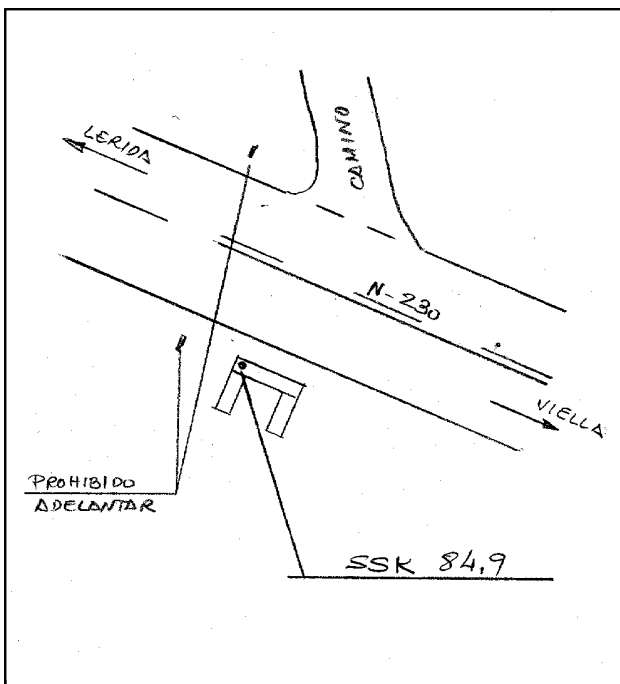 LERIDA
CAMINO
N-230
VIELLA
PROHIBIDO
ADELANTAR
SSK 84,9